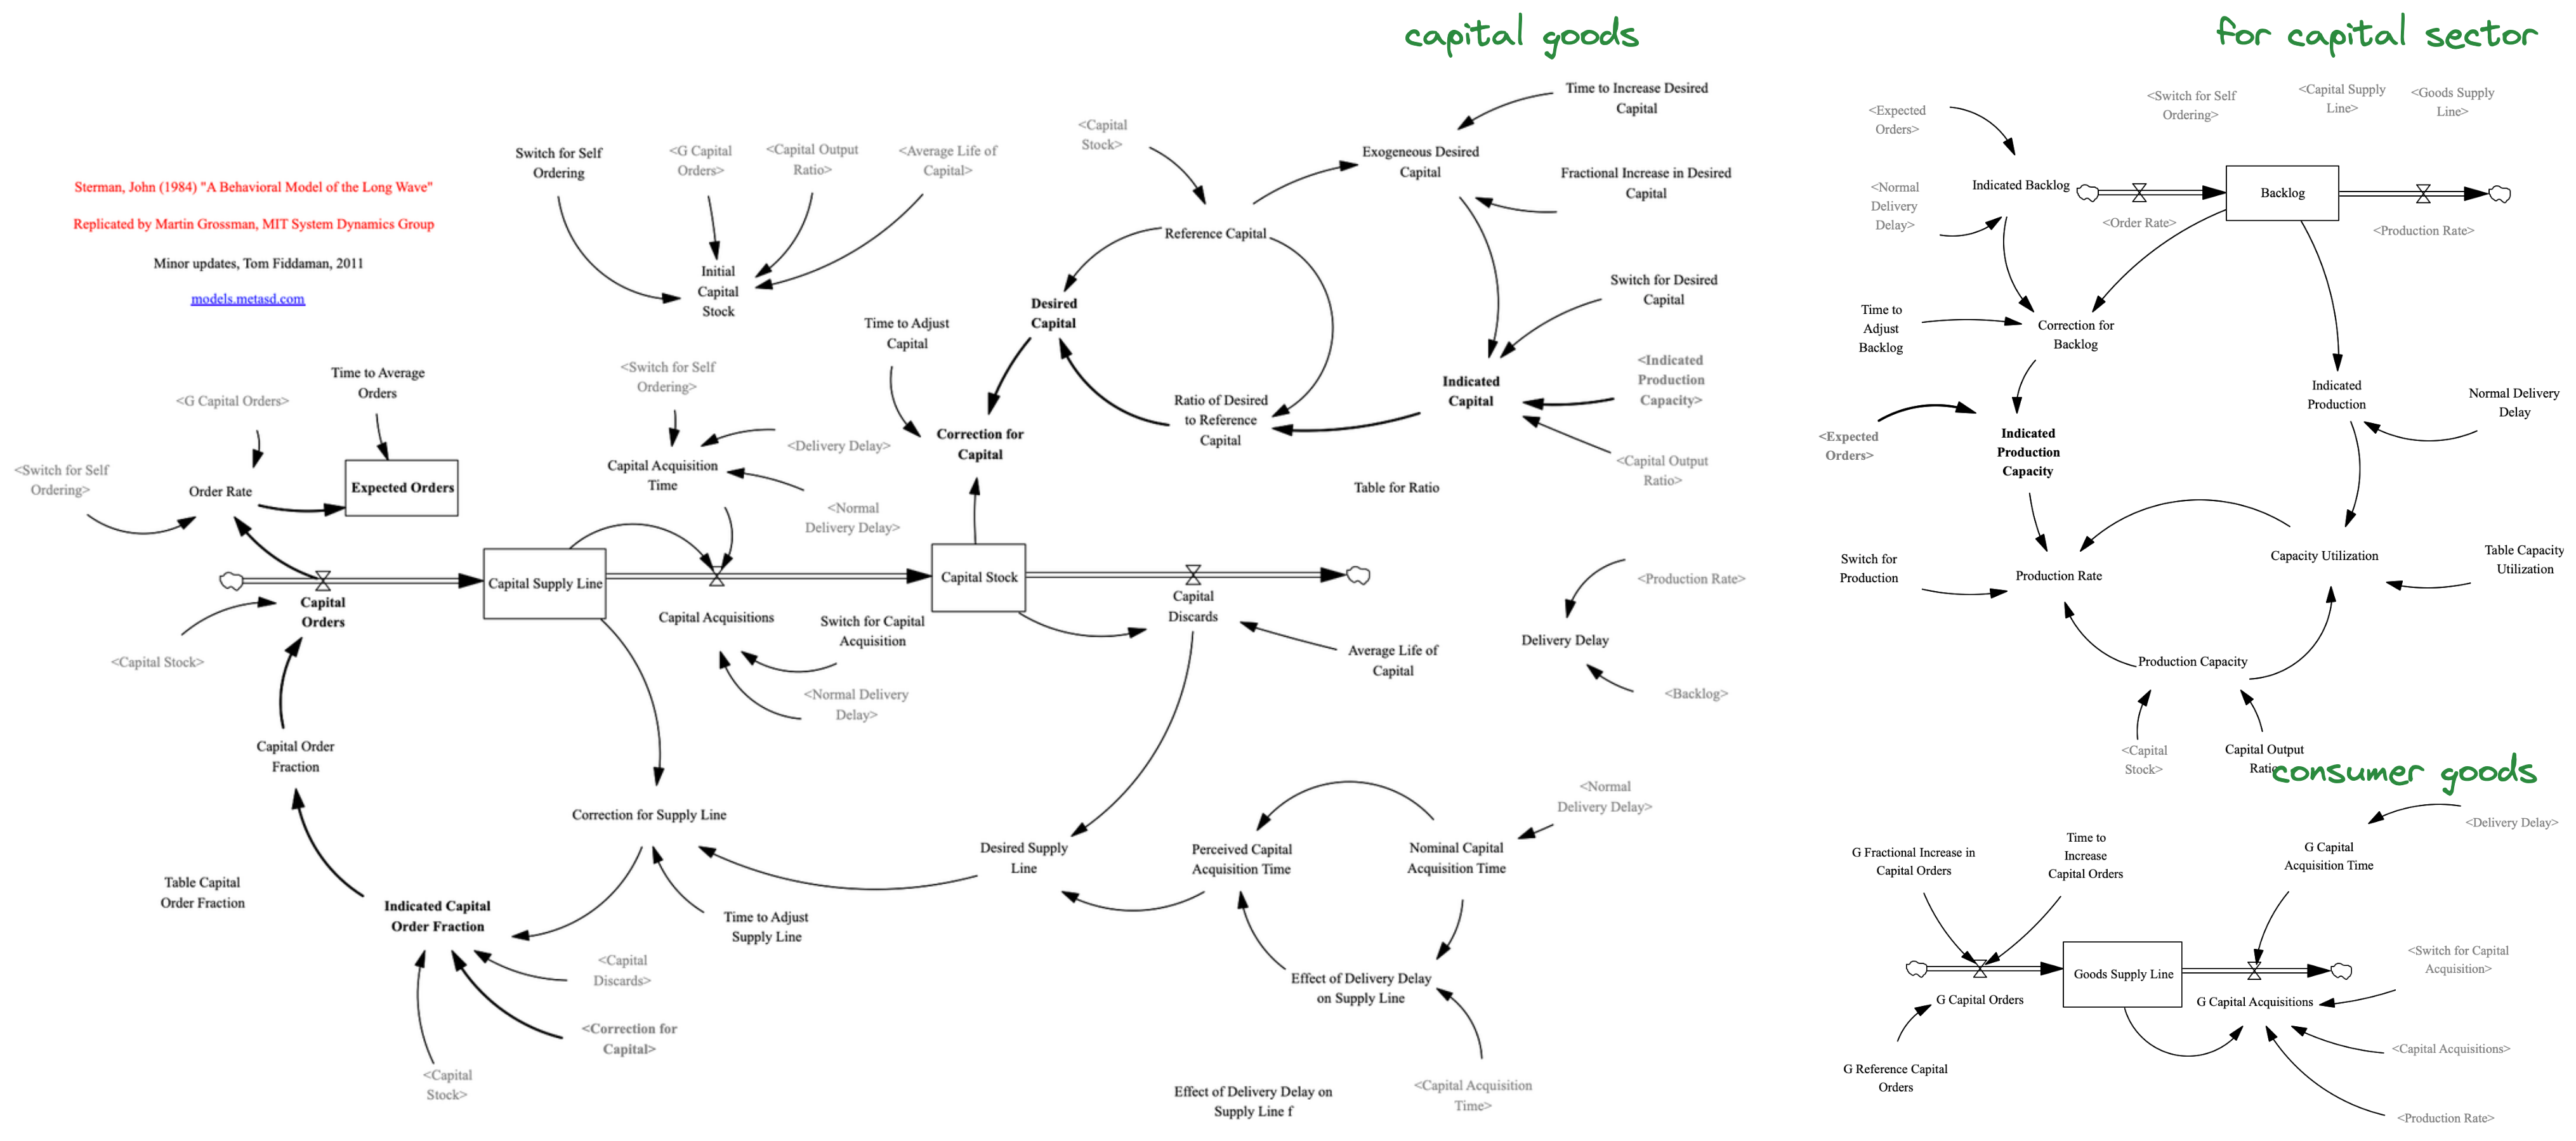 capital goods
for capital sector
Sterman, John (1984) "A Behavioral Model of the Long Wave"
Replicated by Martin Grossman, MIT System Dynamics Group
Minor updates, Tom Fiddaman, 2011
models.metasd.com
Switch for Self
Ordering
<G Capital
Orders>
<Capital Output
Ratio>
<Average Life of
Capital>
Initial
Capital
Stock
<Capital
Stock>
Time to Increase Desired
Capital
Exogeneous Desired
Capital
Fractional Increase in Desired
Capital
Reference Capital
Desired
Capital
Switch for Desired
Capital
Time to Adjust
Capital
<Indicated
Production
Capacity>
Indicated
Capital
Ratio of Desired
to Reference
Capital
<Capital Output
Ratio>
Table for Ratio
Time to Average
Orders
<G Capital Orders>
<Switch for Self
Ordering>
Order Rate
Expected Orders
<Switch for Self
Ordering>
<Delivery Delay>
Capital Acquisition
Time
<Normal
Delivery Delay>
Correction for
Capital
Capital
Orders
<Capital Stock>
Capital Supply Line
Capital Acquisitions
Switch for Capital
Acquisition
<Normal Delivery
Delay>
Capital Stock
Capital
Discards
Average Life of
Capital
<Production Rate>
Delivery Delay
<Backlog>
Capital Order
Fraction
Table Capital
Order Fraction
Indicated Capital
Order Fraction
Correction for Supply Line
Time to Adjust
Supply Line
<Capital
Discards>
<Correction for
Capital>
<Capital
Stock>
Desired Supply
Line
Perceived Capital
Acquisition Time
Nominal Capital
Acquisition Time
<Normal
Delivery Delay>
Effect of Delivery Delay
on Supply Line
<Capital Acquisition
Time>
Effect of Delivery Delay on
Supply Line f
<Expected
Orders>
<Switch for Self
Ordering>
<Capital Supply
Line>
<Goods Supply
Line>
<Normal
Delivery
Delay>
Indicated Backlog
<Order Rate>
Backlog
<Production Rate>
Time to
Adjust
Backlog
Correction for
Backlog
Indicated
Production
Normal Delivery
Delay
<Expected
Orders>
Indicated
Production
Capacity
Switch for
Production
Production Rate
Capacity Utilization
Table Capacity
Utilization
Production Capacity
<Capital
Stock>
Capital Output
Ratio
consumer goods
<Delivery Delay>
G Fractional Increase in
Capital Orders
Time to
Increase
Capital Orders
G Capital
Acquisition Time
<Switch for Capital
Acquisition>
Goods Supply Line
G Capital Orders
G Capital Acquisitions
G Reference Capital
Orders
<Capital Acquisitions>
<Production Rate>